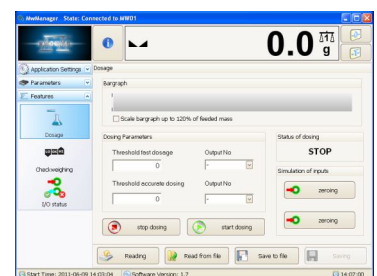 MwManager State: Connected to MW01
0.0 g
Application Settings
Parameters
Features
Dosage
Checkweighing
I/O status
Dosage
Bargraph
Scale bargraph up to 120% of feeded mass
Dosing Parameters
Threshold fast dosage
Output No
0
-
Threshold accurate dosing
Output No
0
-
stop dosing
start dosing
Status of dosing
STOP
Simulation of inputs
zeroing
zeroing
Reading
Read from file
Save to file
Saving
Start Time: 2011-06-09 14:03:04
Software Version: 1.7
14:07:00